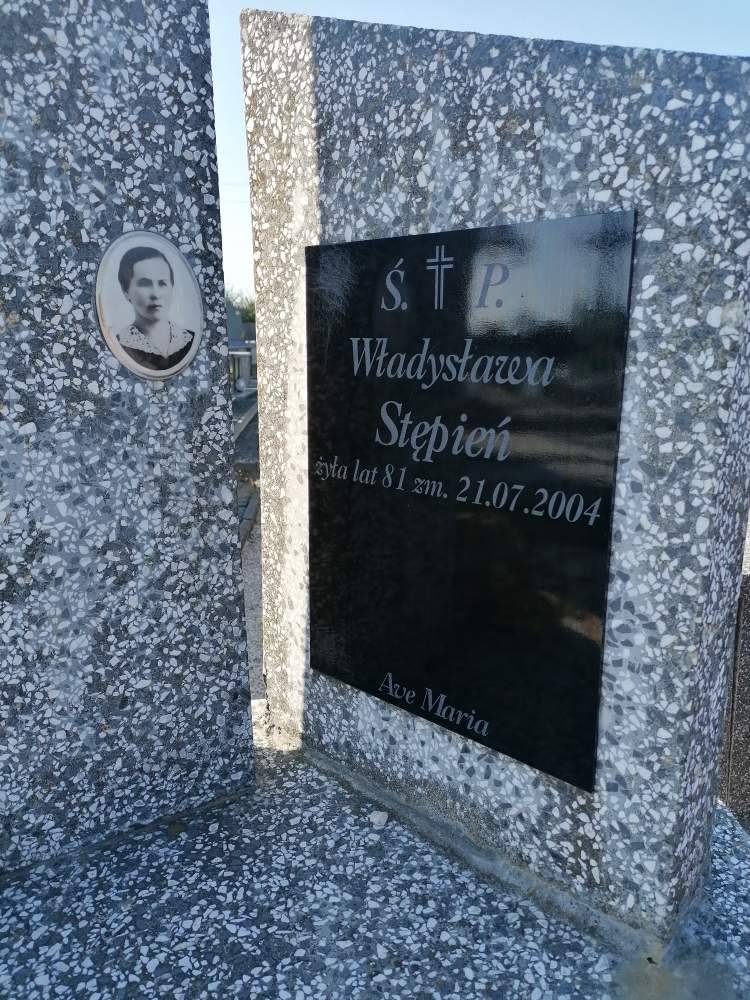 Ś. P.
Władysława
Stępień
żyła lat 81 zm. 21.07.2004
Ave Maria